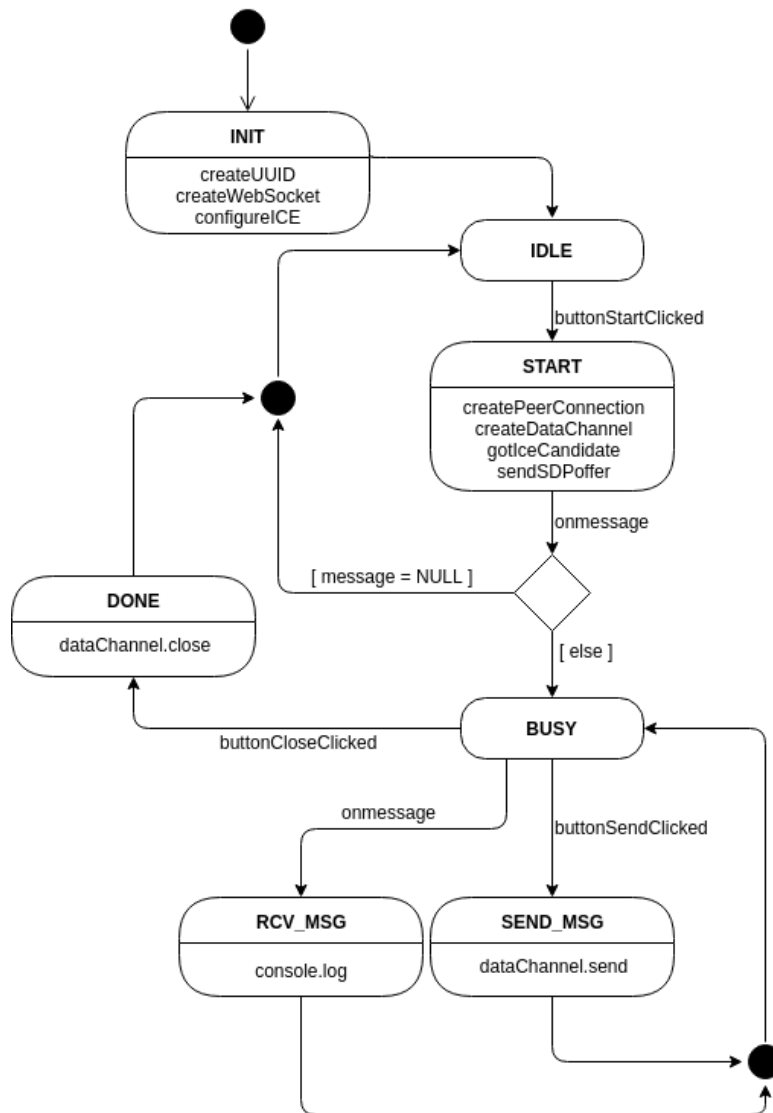 INIT
createUUID
createWebSocket
configureICE
IDLE
buttonStartClicked
START
createPeerConnection
createDataChannel
gotIceCandidate
sendSDPoffer
onmessage
[ message = NULL ]
DONE
dataChannel.close
[ else ]
BUSY
buttonCloseClicked
onmessage
buttonSendClicked
RCV_MSG
console.log
SEND_MSG
dataChannel.send